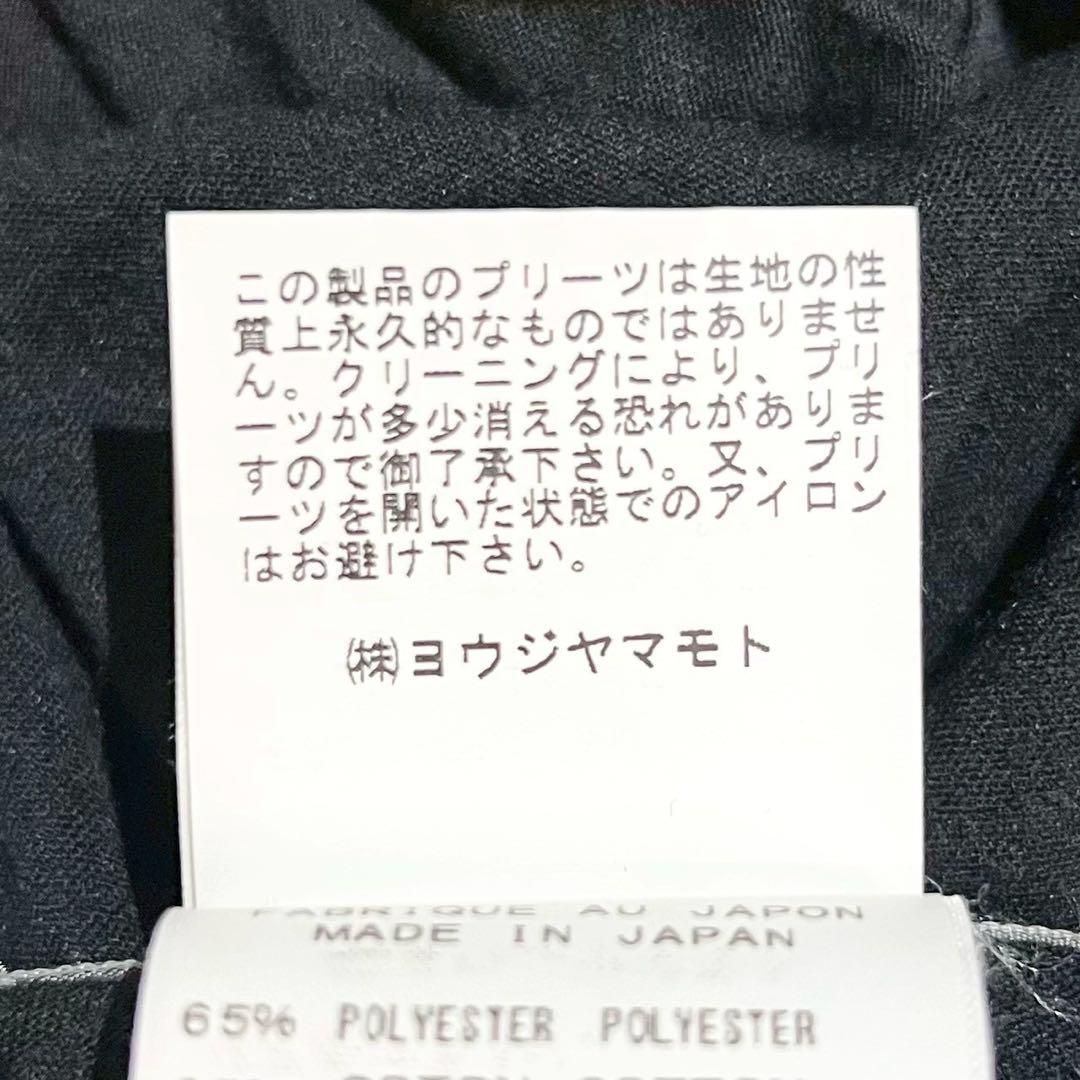 この製品のプリーツは生地の性
質上永久的なものではありませ
ん。クリーニングにより、プリ
ーツが多少消える恐れがありま
すので御了承下さい。又、プリ
ーツを開いた状態でのアイロン
はお避け下さい。
㈱ヨウジヤマモト
FABRIQUE AU JAPON
MADE IN JAPAN
65% POLYESTER POLYESTER